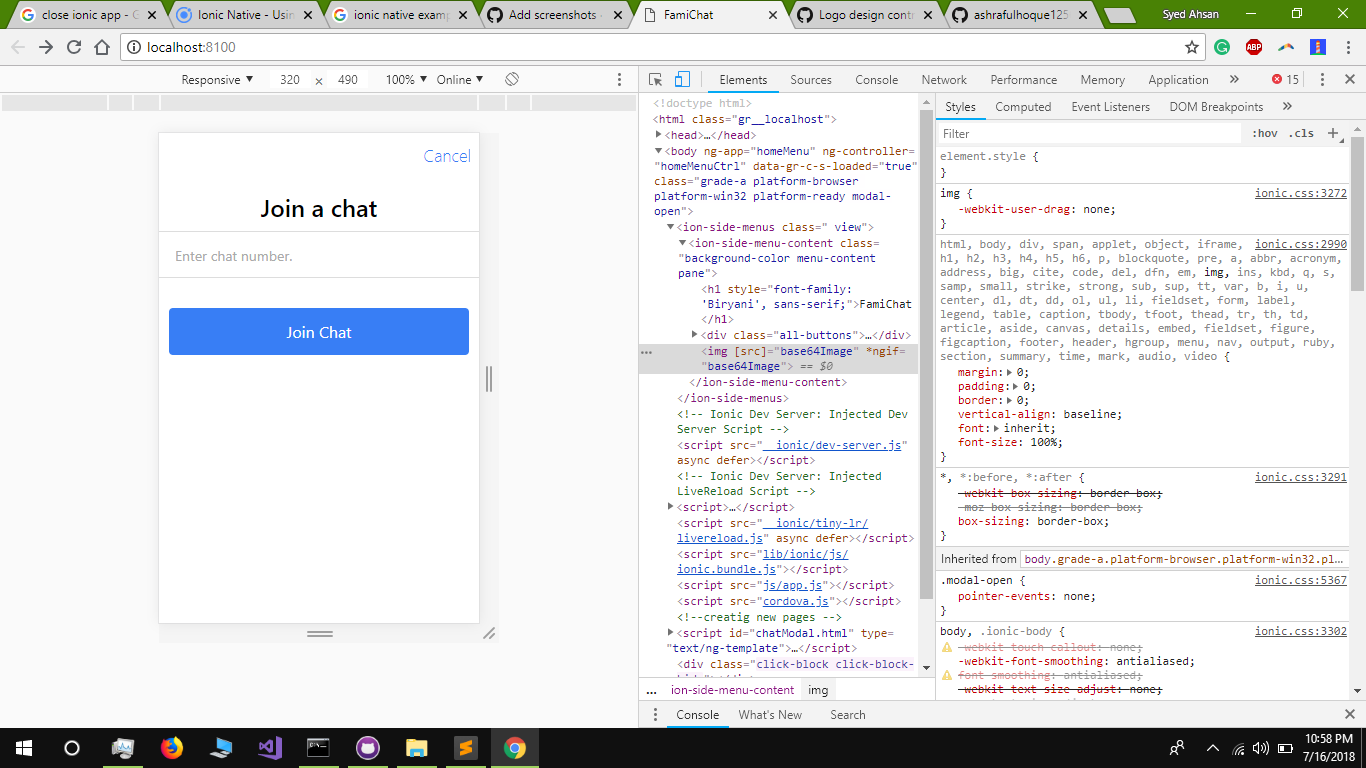 close ionic app - G
Ionic Native - Usin
ionic native examp
Add screenshots
FamiChat
Logo design contr
ashrafulhoque125
Syed Ahsan
localhost:8100
ABP
Responsive ▼ 320 × 490 100% ▼ Online ▼
Elements Sources Console Network Performance Memory Application » 15
Cancel
Join a chat
Enter chat number.
Join Chat
<!doctype html>
<html class="gr__localhost">
<head>…</head>
<body ng-app="homeMenu" ng-controller=
"homeMenuCtrl" data-gr-c-s-loaded="true"
class="grade-a platform-browser
platform-win32 platform-ready modal-
open">
<ion-side-menus class=" view">
<ion-side-menu-content class=
"background-color menu-content
pane">
<h1 style="font-family:
'Biryani', sans-serif;">FamiChat
</h1>
<div class="all-buttons">…</div>
<img [src]="base64Image" *ngif=
"base64Image"> == $0
</ion-side-menu-content>
</ion-side-menus>
<!-- Ionic Dev Server: Injected Dev
Server Script -->
<script src="__ionic/dev-server.js"
async defer></script>
<!-- Ionic Dev Server: Injected
LiveReload Script -->
<script>…</script>
<script src="__ionic/tiny-lr/
livereload.js" async defer></script>
<script src="lib/ionic/js/
ionic.bundle.js"></script>
<script src="js/app.js"></script>
<script src="cordova.js"></script>
<!--creatig new pages -->
<script id="chatModal.html" type=
"text/ng-template">…</script>
<div class="click-block click-block-
... ion-side-menu-content img
Styles Computed Event Listeners DOM Breakpoints »
Filter :hov .cls +
element.style {
}
img { ionic.css:3272
-webkit-user-drag: none;
}
html, body, div, span, applet, object, iframe, ionic.css:2990
h1, h2, h3, h4, h5, h6, p, blockquote, pre, a, abbr, acronym,
address, big, cite, code, del, dfn, em, img, ins, kbd, q, s,
samp, small, strike, strong, sub, sup, tt, var, b, i, u,
center, dl, dt, dd, ol, ul, li, fieldset, form, label,
legend, table, caption, tbody, tfoot, thead, tr, th, td,
article, aside, canvas, details, embed, fieldset, figure,
figcaption, footer, header, hgroup, menu, nav, output, ruby,
section, summary, time, mark, audio, video {
margin: 0;
padding: 0;
border: 0;
vertical-align: baseline;
font: inherit;
font-size: 100%;
}
*, *:before, *:after { ionic.css:3291
-webkit-box-sizing: border-box;
-moz-box-sizing: border-box;
box-sizing: border-box;
}
Inherited from body.grade-a.platform-browser.platform-win32.pl…
.modal-open { ionic.css:5367
pointer-events: none;
}
body, .ionic-body { ionic.css:3302
-webkit-touch-callout: none;
-webkit-font-smoothing: antialiased;
font-smoothing: antialiased;
-webkit-text-size-adjust: none;
Console What's New Search
10:58 PM
7/16/2018